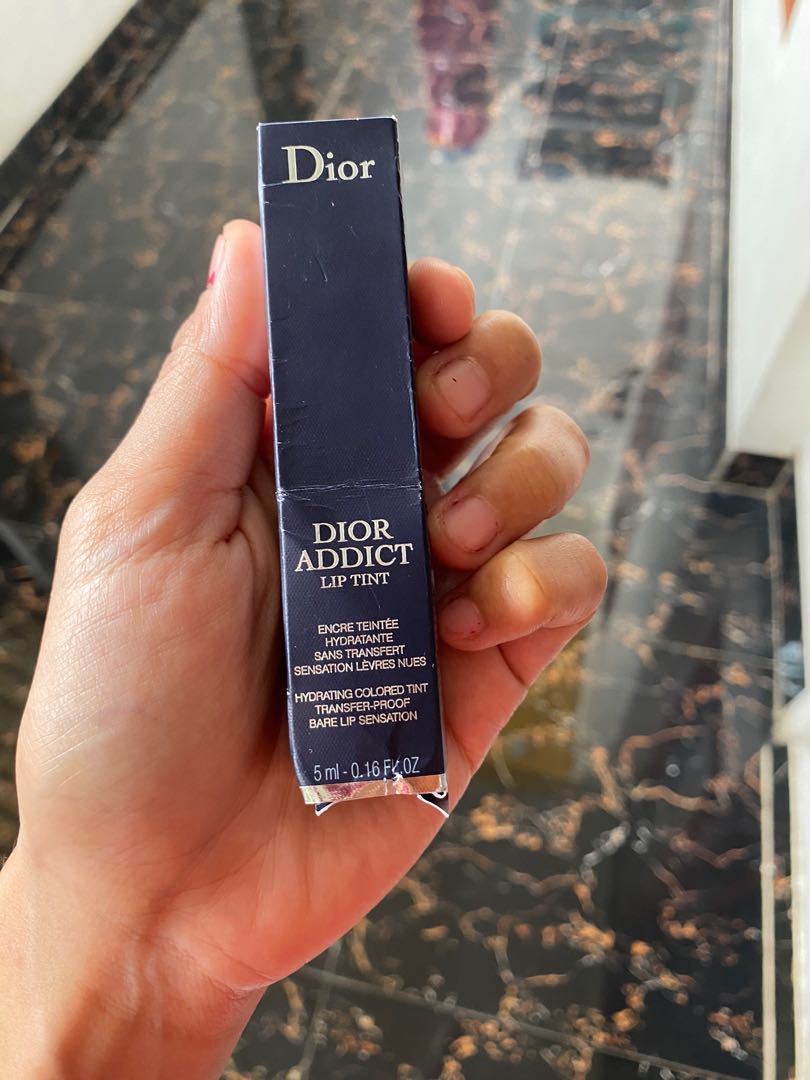 Dior
DIOR
ADDICT
LIP TINT
ENCRE TEINTÉE
HYDRATANTE
SANS TRANSFERT
SENSATION LÈVRES NUES
HYDRATING COLORED TINT
TRANSFER-PROOF
BARE LIP SENSATION
5 ml - 0.16 FL OZ